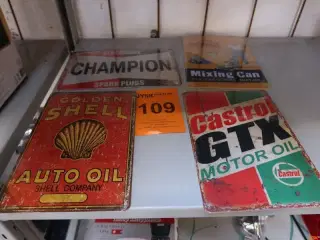 CHAMPION
SPARK PLUGS
Mixing Can
109
GOLDEN
SHELL
AUTO OIL
SHELL COMPANY
Castrol
GTX
MOTOR OIL
Castrol